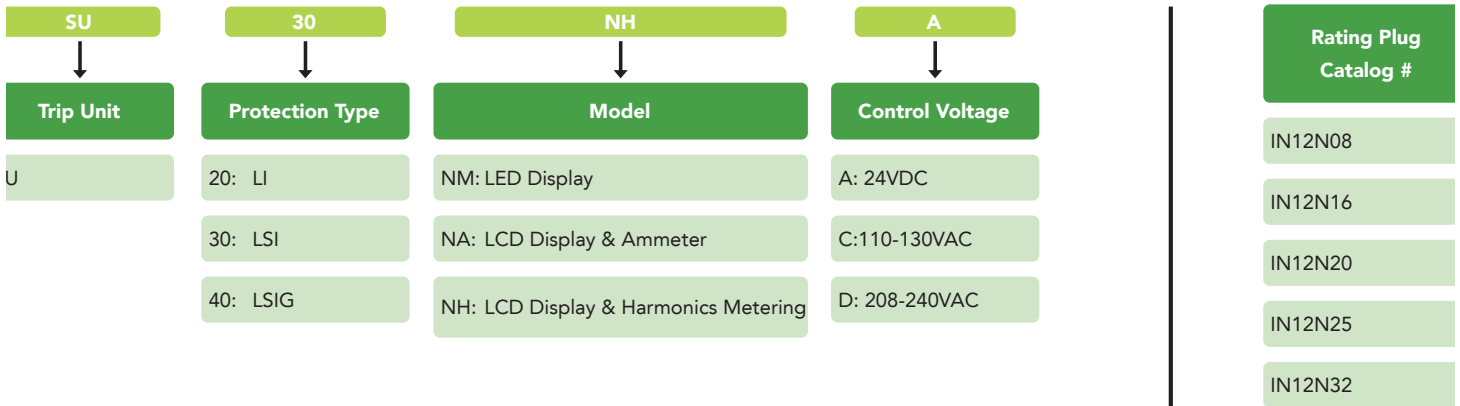 SU 30 NH A
Trip Unit Protection Type Model Control Voltage
U 20: LI NM: LED Display A: 24VDC
30: LSI NA: LCD Display & Ammeter C:110-130VAC
40: LSIG NH: LCD Display & Harmonics Metering D: 208-240VAC
Rating Plug
Catalog #
IN12N08
IN12N16
IN12N20
IN12N25
IN12N32